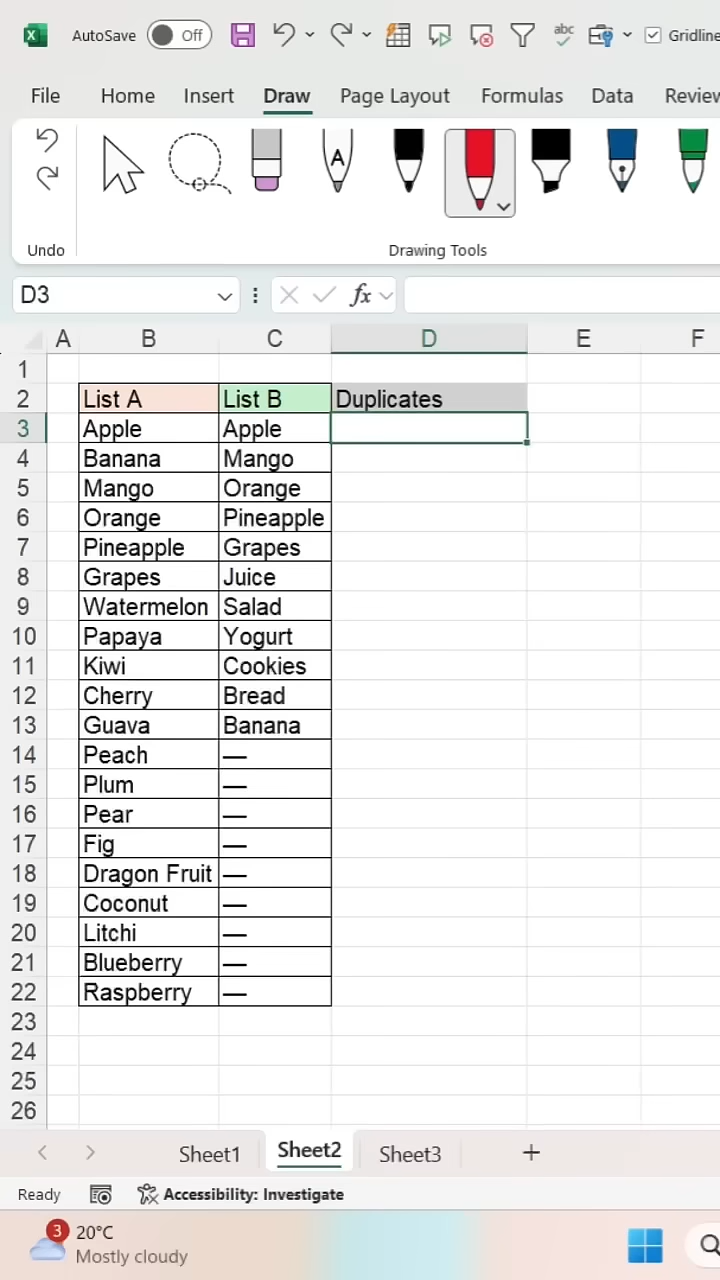 AutoSave Off abc Gridline
File Home Insert Draw Page Layout Formulas Data Review
A
Undo Drawing Tools
D3 fx
A B C D E F
1
2 List A List B Duplicates
3 Apple Apple
4 Banana Mango
5 Mango Orange
6 Orange Pineapple
7 Pineapple Grapes
8 Grapes Juice
9 Watermelon Salad
10 Papaya Yogurt
11 Kiwi Cookies
12 Cherry Bread
13 Guava Banana
14 Peach —
15 Plum —
16 Pear —
17 Fig —
18 Dragon Fruit —
19 Coconut —
20 Litchi —
21 Blueberry —
22 Raspberry —
23
24
25
26
Sheet1 Sheet2 Sheet3 +
Ready Accessibility: Investigate
3 20°C
Mostly cloudy